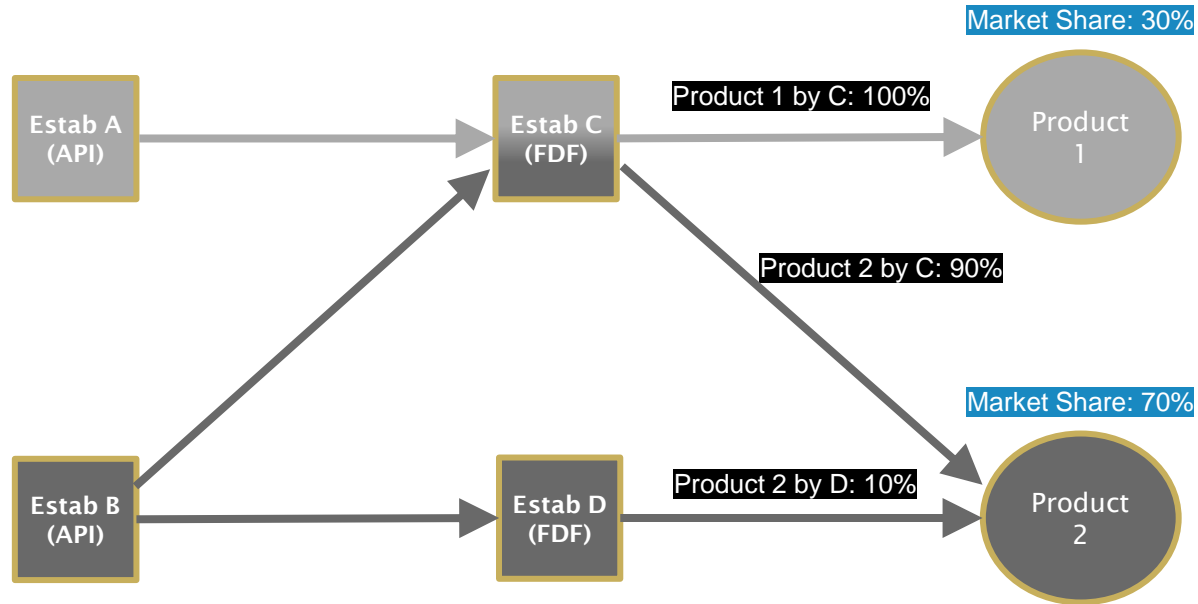 Market Share: 30%
Estab A
(API)
Estab C
(FDF)
Product 1 by C: 100%
Product
1
Product 2 by C: 90%
Market Share: 70%
Estab B
(API)
Estab D
(FDF)
Product 2 by D: 10%
Product
2